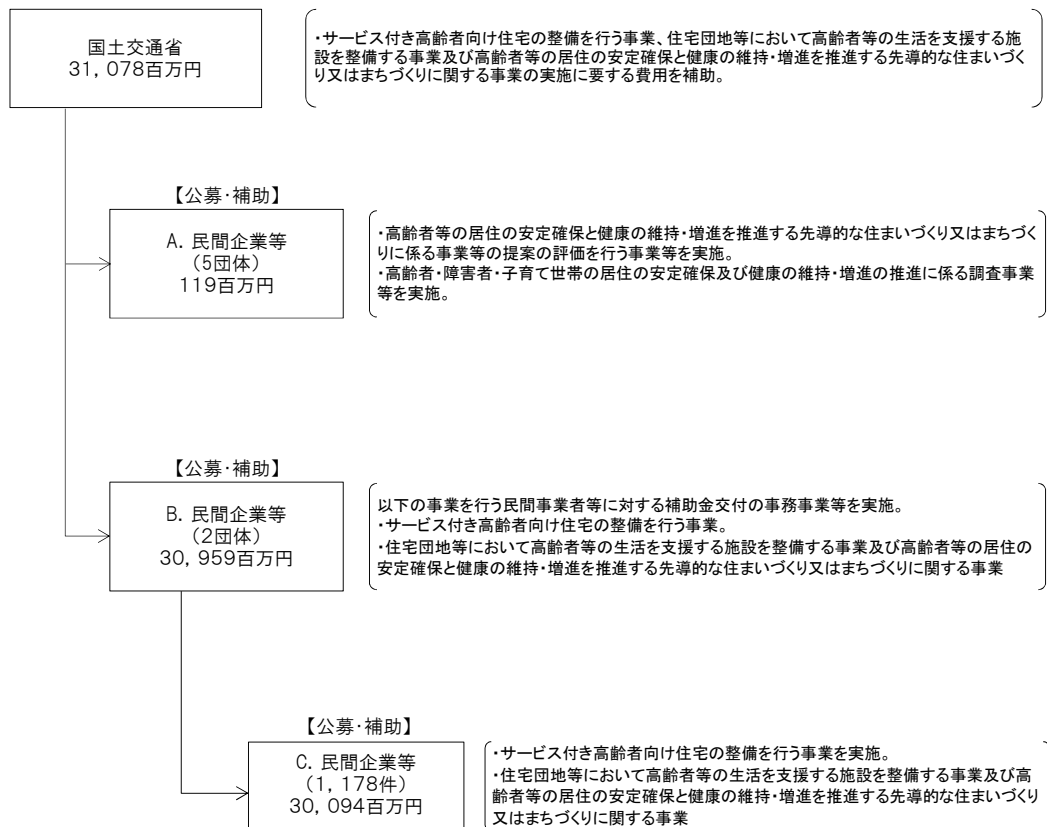 国土交通省
31，078百万円
・サービス付き高齢者向け住宅の整備を行う事業、住宅団地等において高齢者等の生活を支援する施
設を整備する事業及び高齢者等の居住の安定確保と健康の維持・増進を推進する先導的な住まいづく
り又はまちづくりに関する事業の実施に要する費用を補助。
【公募・補助】
A．民間企業等
（5団体）
119百万円
・高齢者等の居住の安定確保と健康の維持・増進を推進する先導的な住まいづくり又はまちづく
りに係る事業等の提案の評価を行う事業等を実施。
・高齢者・障害者・子育て世帯の居住の安定確保及び健康の維持・増進の推進に係る調査事業
等を実施。
【公募・補助】
B．民間企業等
（2団体）
30，959百万円
以下の事業を行う民間事業者等に対する補助金交付の事務事業等を実施。
・サービス付き高齢者向け住宅の整備を行う事業。
・住宅団地等において高齢者等の生活を支援する施設を整備する事業及び高齢者等の居住の
安定確保と健康の維持・増進を推進する先導的な住まいづくり又はまちづくりに関する事業
【公募・補助】
C．民間企業等
（1，178件）
30，094百万円
・サービス付き高齢者向け住宅の整備を行う事業を実施。
・住宅団地等において高齢者等の生活を支援する施設を整備する事業及び高
齢者等の居住の安定確保と健康の維持・増進を推進する先導的な住まいづくり
又はまちづくりに関する事業